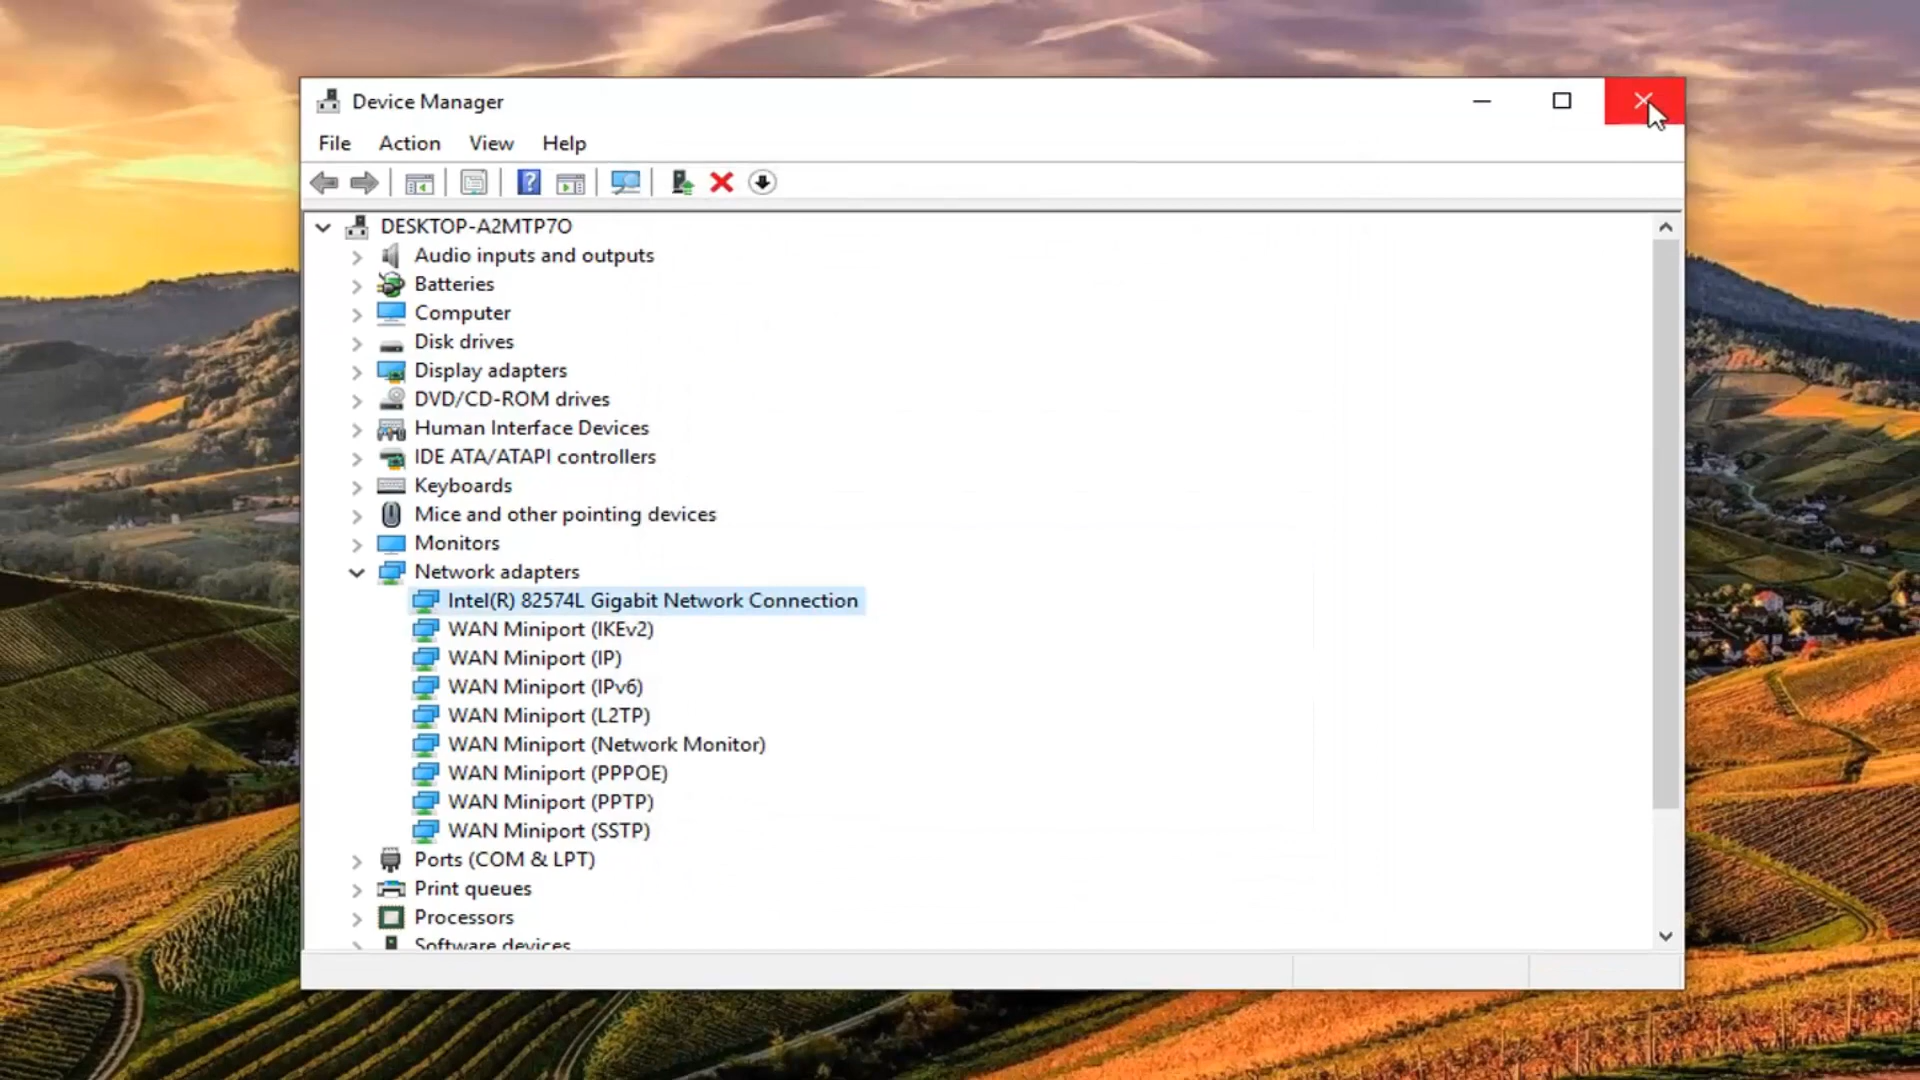 Device Manager
File Action View Help
DESKTOP-A2MTP7O
Audio inputs and outputs
Batteries
Computer
Disk drives
Display adapters
DVD/CD-ROM drives
Human Interface Devices
IDE ATA/ATAPI controllers
Keyboards
Mice and other pointing devices
Monitors
Network adapters
Intel(R) 82574L Gigabit Network Connection
WAN Miniport (IKEv2)
WAN Miniport (IP)
WAN Miniport (IPv6)
WAN Miniport (L2TP)
WAN Miniport (Network Monitor)
WAN Miniport (PPPOE)
WAN Miniport (PPTP)
WAN Miniport (SSTP)
Ports (COM & LPT)
Print queues
Processors
Software devices